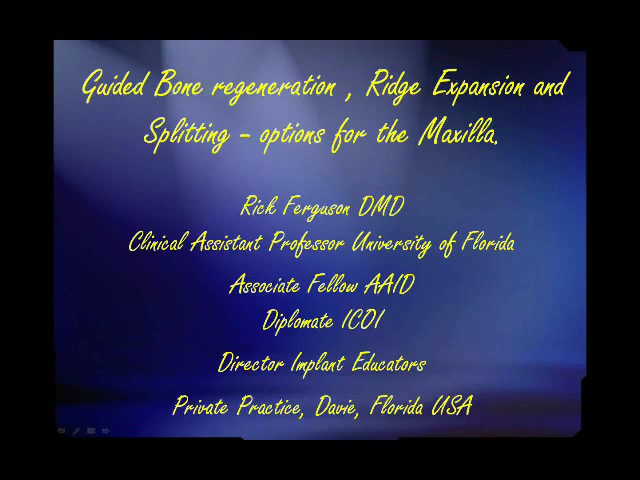 Guided Bone regeneration , Ridge Expansion and
Splitting - options for the Maxilla.
Rick Ferguson DMD
Clinical Assistant Professor University of Florida
Associate Fellow AAID
Diplomate ICOI
Director Implant Educators
Private Practice, Davie, Florida USA